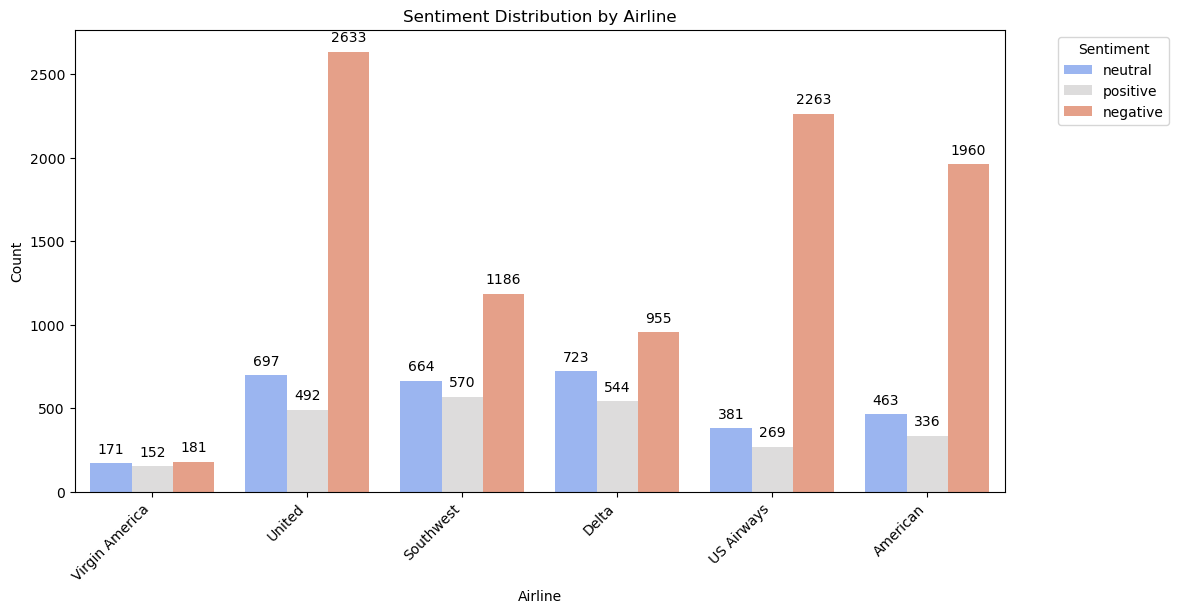 Sentiment Distribution by Airline
Sentiment
neutral
positive
negative
Count
2500
2000
1500
1000
500
0
171
152
181
697
492
2633
664
570
1186
723
544
955
381
269
2263
463
336
1960
Virgin America
United
Southwest
Delta
US Airways
American
Airline